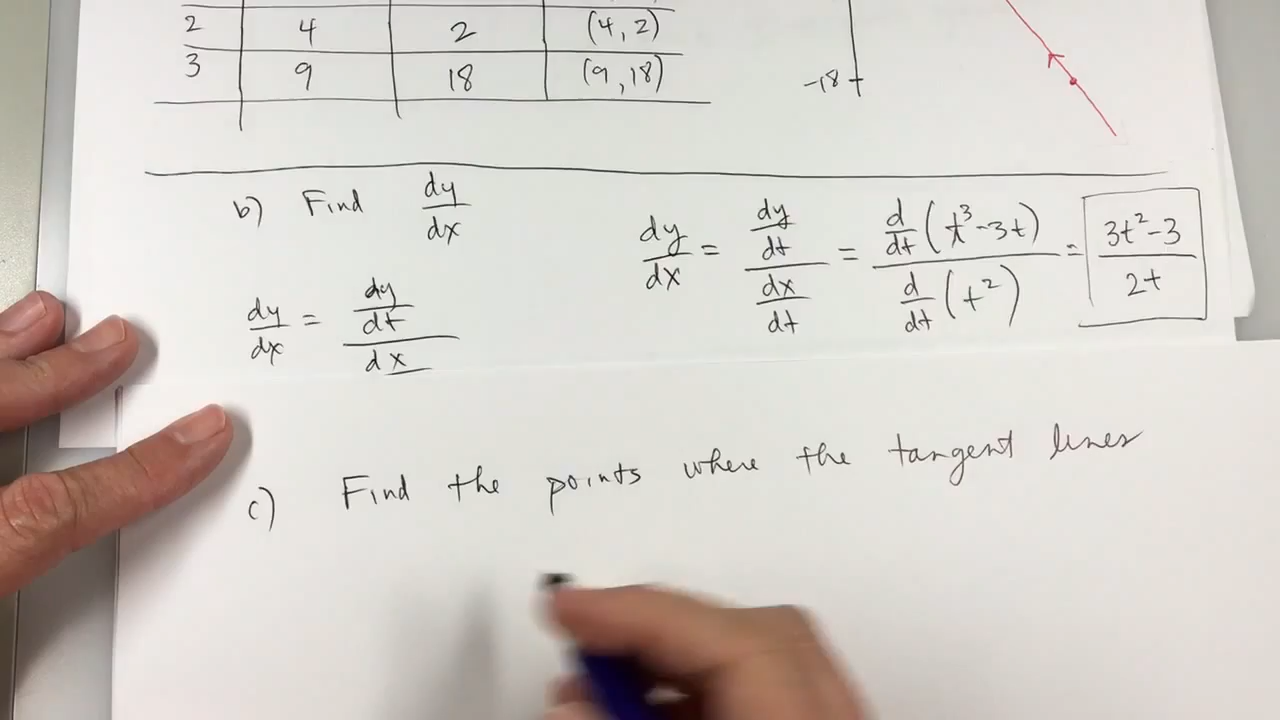 2 4 2 (4, 2)
3 9 18 (9, 18)
-18
b) Find dy/dx
dy/dx = (dy/dt)/(dx/dt) = (d/dt (t³-3t))/(d/dt (t²)) = (3t²-3)/(2t)
dy/dx = (dy/dt)/(dx
c) Find the points where the tangent lines